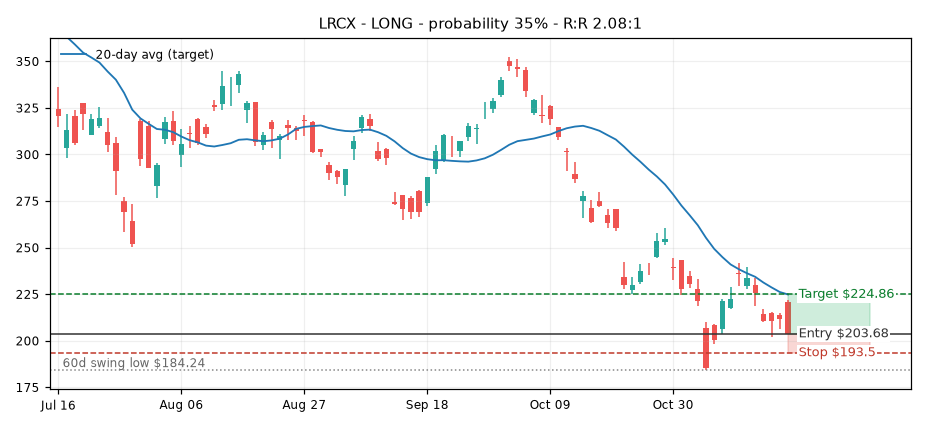 LRCX - LONG - probability 35% - R:R 2.08:1
20-day avg (target)
350
325
300
275
250
225
200
175
Target $224.86
Entry $203.68
Stop $193.5
60d swing low $184.24
Jul 16
Aug 06
Aug 27
Sep 18
Oct 09
Oct 30